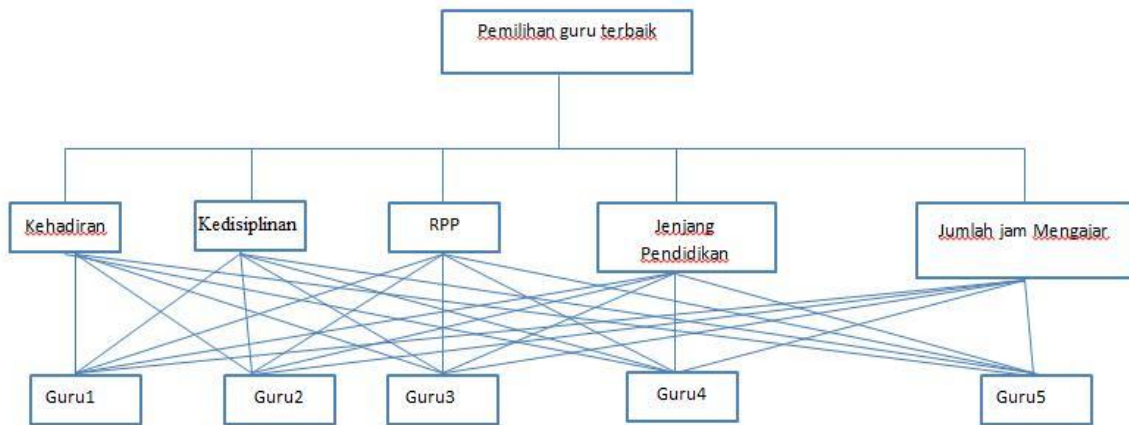 Pemilihan guru terbaik
Kehadiran
Kedisiplinan
RPP
Jenjang
Pendidikan
Jumlah jam Mengajar
Guru1
Guru2
Guru3
Guru4
Guru5